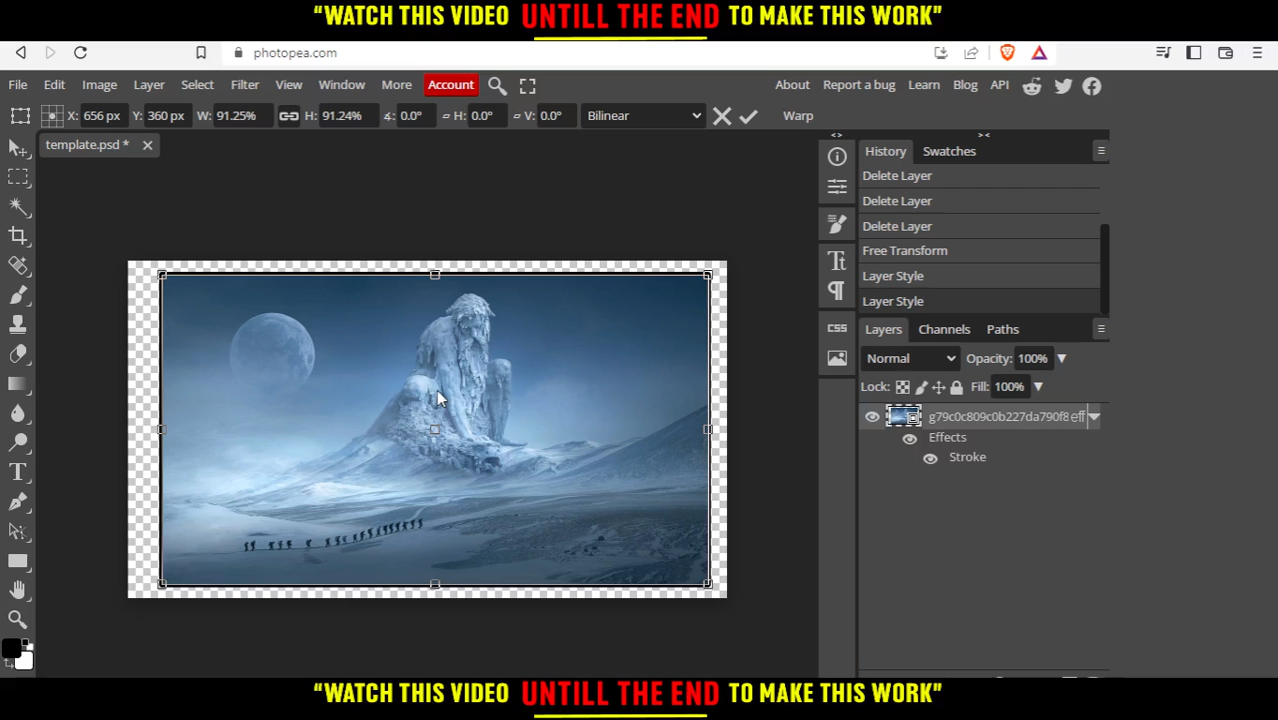 “WATCH THIS VIDEO UNTILL THE END TO MAKE THIS WORK”
photopea.com
File Edit Image Layer Select Filter View Window More Account About Report a bug Learn Blog API
X: 656 px Y: 360 px W: 91.25% H: 91.24% ∡: 0.0° ▱ H: 0.0° ▱ V: 0.0° Bilinear Warp
template.psd *
<> ><
History Swatches
Delete Layer
Delete Layer
Delete Layer
Free Transform
Layer Style
Layer Style
CSS
Layers Channels Paths
Normal Opacity: 100%
Lock: Fill: 100%
g79c0c809c0b227da790f8 eff
Effects
Stroke
“WATCH THIS VIDEO UNTILL THE END TO MAKE THIS WORK”